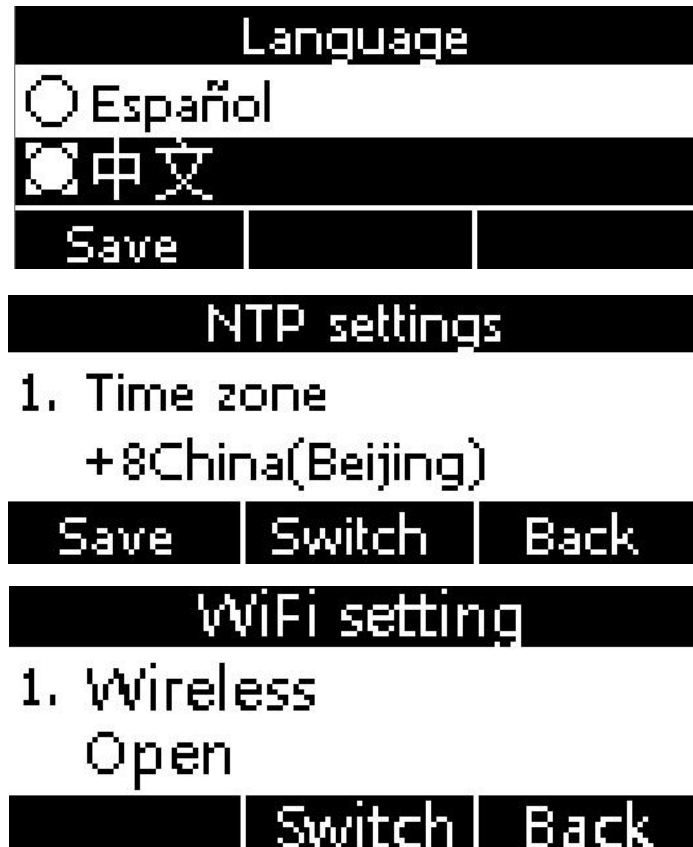 Language
Español
中文
Save
NTP settings
1. Time zone
+8China(Beijing)
Save Switch Back
WiFi setting
1. Wireless
Open
Switch Back